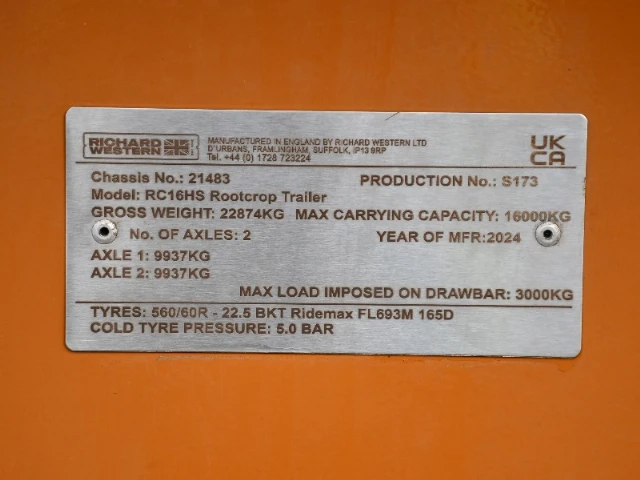 RICHARD WESTERN
MANUFACTURED IN ENGLAND BY RICHARD WESTERN LTD
D'URBANS, FRAMLINGHAM, SUFFOLK, IP13 9RP
Tel. +44 (0) 1728 723224
UK CA
Chassis No.: 21483 PRODUCTION No.: S173
Model: RC16HS Rootcrop Trailer
GROSS WEIGHT: 22874KG MAX CARRYING CAPACITY: 16000KG
No. OF AXLES: 2 YEAR OF MFR:2024
AXLE 1: 9937KG
AXLE 2: 9937KG
MAX LOAD IMPOSED ON DRAWBAR: 3000KG
TYRES: 560/60R - 22.5 BKT Ridemax FL693M 165D
COLD TYRE PRESSURE: 5.0 BAR